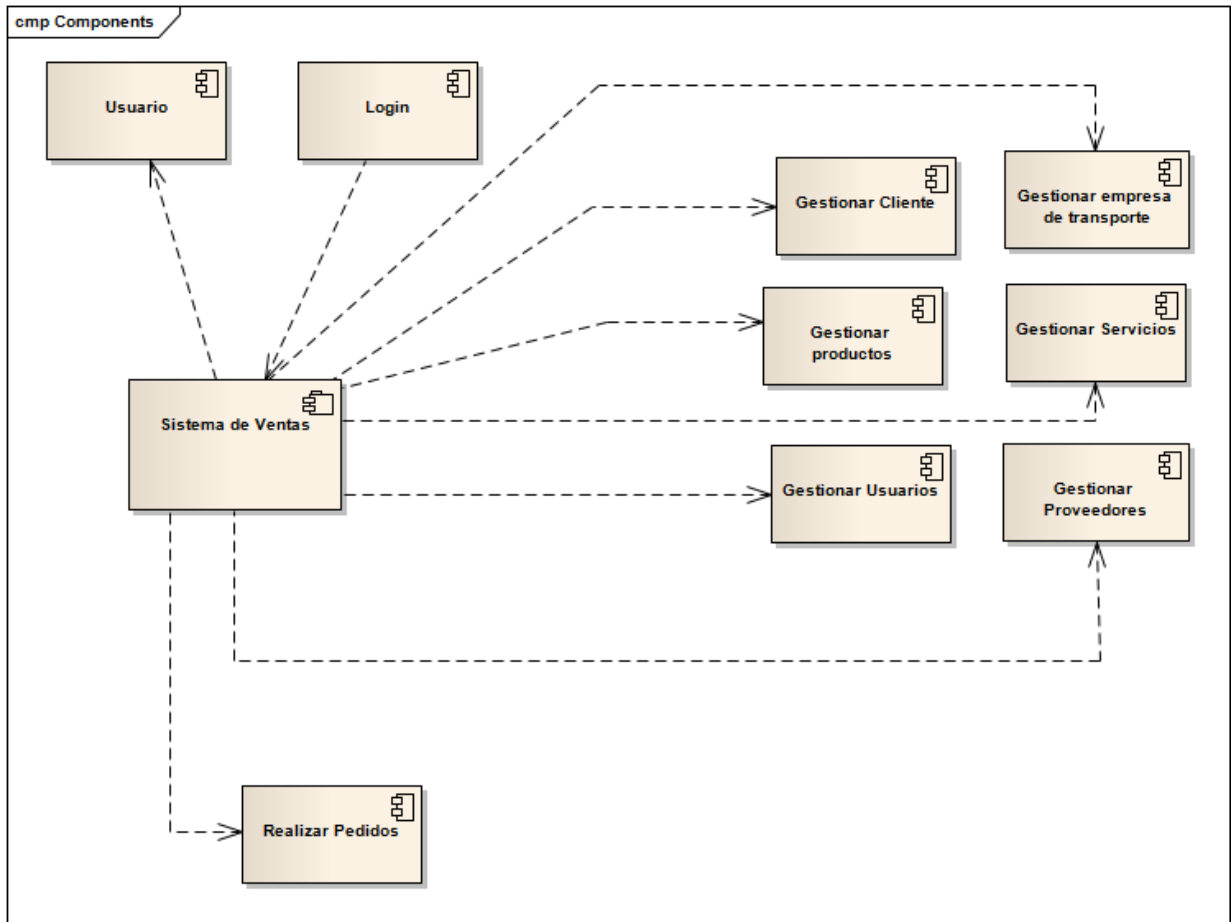 cmp Components
Usuario
Login
Gestionar Cliente
Gestionar empresa
de transporte
Gestionar
productos
Gestionar Servicios
Sistema de Ventas
Gestionar Usuarios
Gestionar
Proveedores
Realizar Pedidos